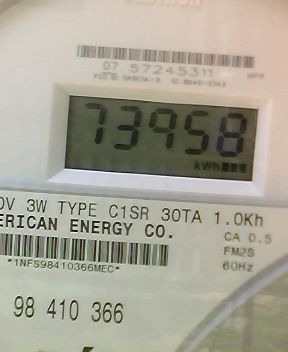 07 57245311
73958
kWh
0V 3W TYPE C1SR 30TA 1.0Kh
ERICAN ENERGY CO.
CA 0.5
FM2S
60Hz
*1NFS98410366MEC*
98 410 366